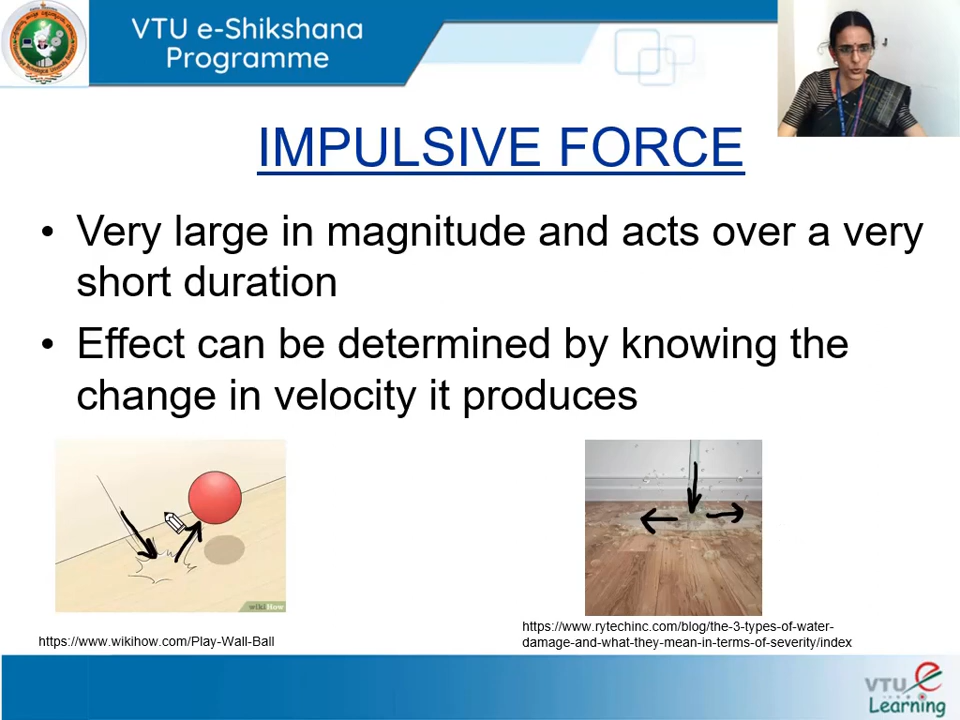 VTU e-Shikshana
Programme
IMPULSIVE FORCE
• Very large in magnitude and acts over a very
short duration
• Effect can be determined by knowing the
change in velocity it produces
wikiHow
https://www.wikihow.com/Play-Wall-Ball
https://www.rytechinc.com/blog/the-3-types-of-water-
damage-and-what-they-mean-in-terms-of-severity/index
VTU e
Learning